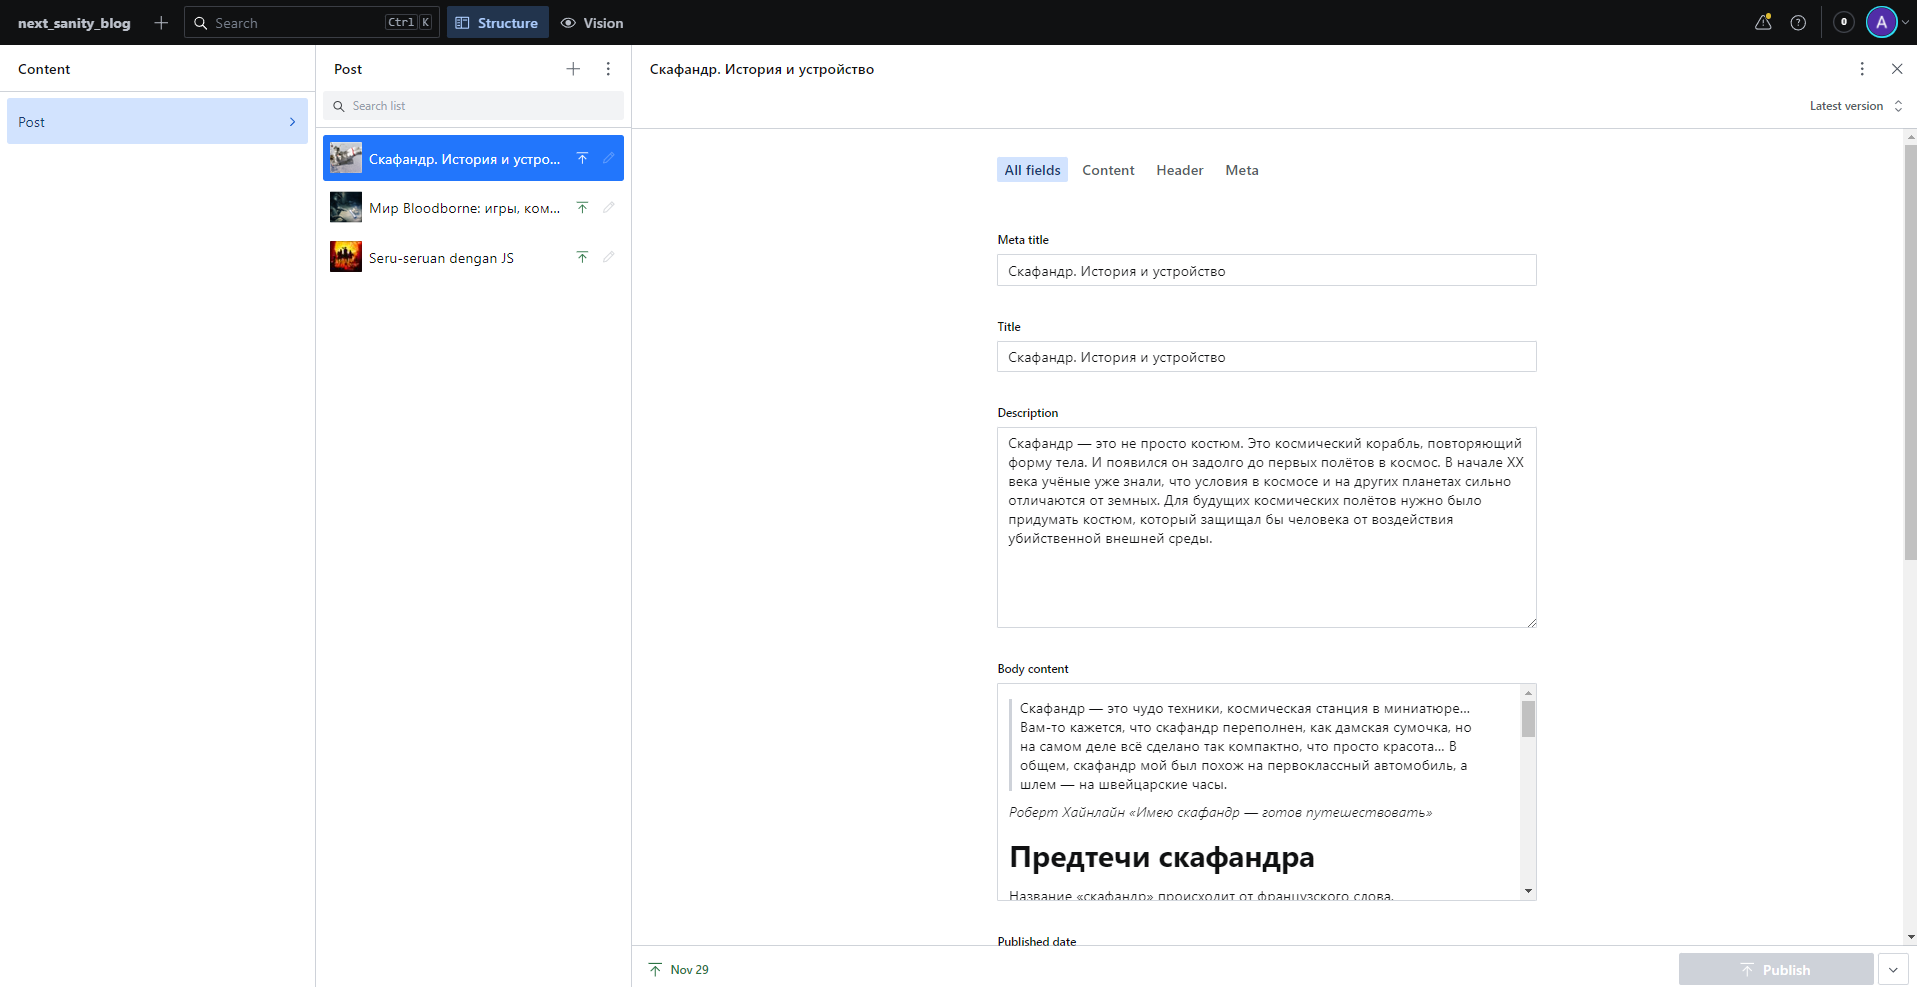 next_sanity_blog
Search
Ctrl K
Structure
Vision
0
A
Content
Post
Post
Search list
Скафандр. История и устро...
Мир Bloodborne: игры, ком...
Seru-seruan dengan JS
Скафандр. История и устройство
Latest version
All fields
Content
Header
Meta
Meta title
Скафандр. История и устройство
Title
Скафандр. История и устройство
Description
Скафандр — это не просто костюм. Это космический корабль, повторяющий
форму тела. И появился он задолго до первых полётов в космос. В начале XX
века учёные уже знали, что условия в космосе и на других планетах сильно
отличаются от земных. Для будущих космических полётов нужно было
придумать костюм, который защищал бы человека от воздействия
убийственной внешней среды.
Body content
Скафандр — это чудо техники, космическая станция в миниатюре…
Вам-то кажется, что скафандр переполнен, как дамская сумочка, но
на самом деле всё сделано так компактно, что просто красота… В
общем, скафандр мой был похож на первоклассный автомобиль, а
шлем — на швейцарские часы.
Роберт Хайнлайн «Имею скафандр — готов путешествовать»
Предтечи скафандра
Название «скафандр» происходит от французского слова,
Published date
Nov 29
Publish